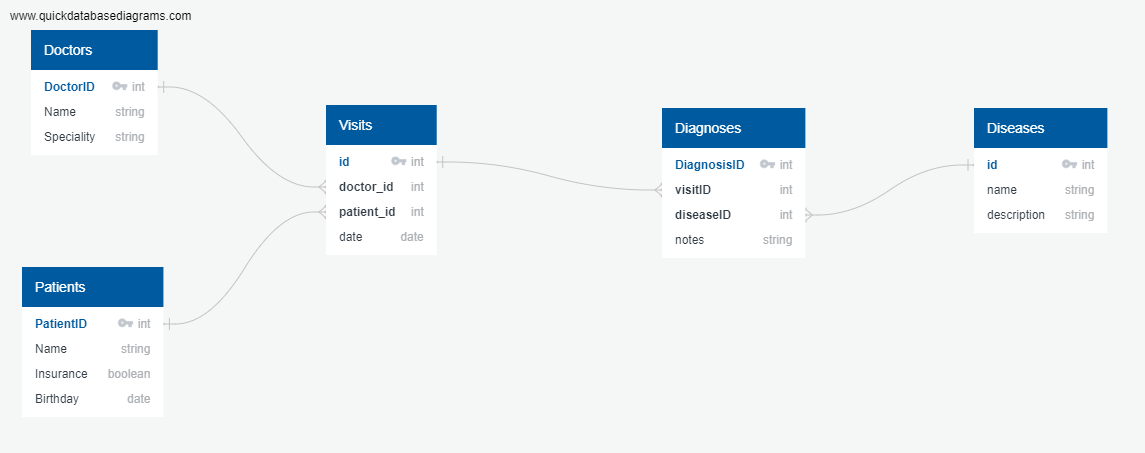 www.quickdatabasediagrams.com
Doctors
DoctorID int
Name string
Speciality string
Visits
id int
doctor_id int
patient_id int
date date
Diagnoses
DiagnosisID int
visitID int
diseaseID int
notes string
Diseases
id int
name string
description string
Patients
PatientID int
Name string
Insurance boolean
Birthday date